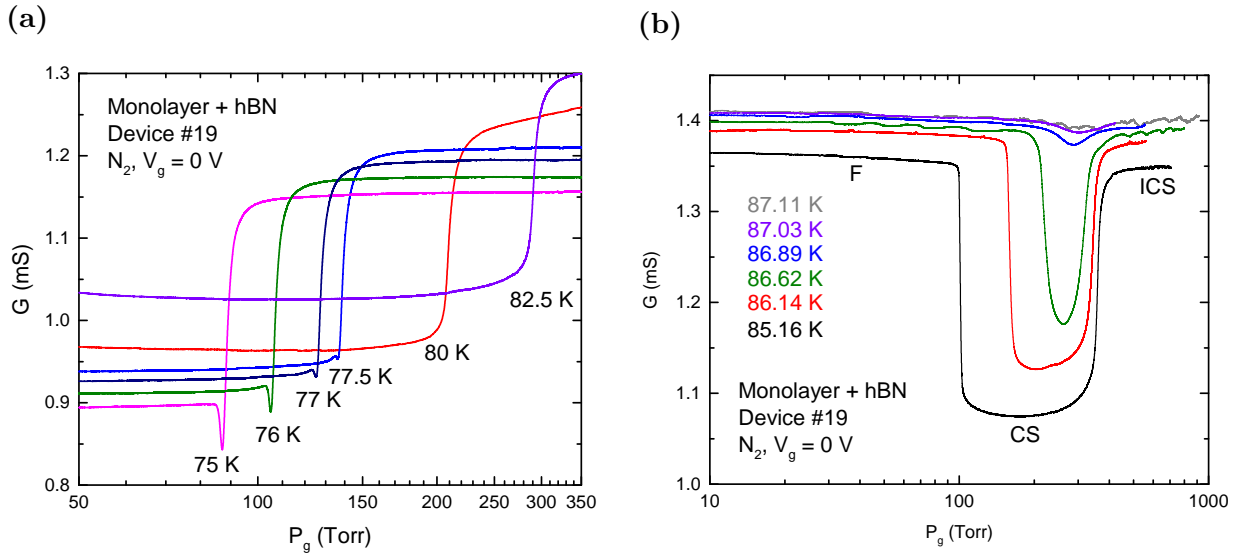 (a)
1.3
1.2
1.1
1.0
0.9
0.8
G (mS)
Monolayer + hBN
Device #19
N₂, V_g = 0 V
82.5 K
80 K
77.5 K
77 K
76 K
75 K
50
100
150
200
250
300
350
P_g (Torr)
(b)
1.4
1.3
1.2
1.1
1.0
G (mS)
F
ICS
87.11 K
87.03 K
86.89 K
86.62 K
86.14 K
85.16 K
Monolayer + hBN
Device #19
N₂, V_g = 0 V
CS
10
100
1000
P_g (Torr)